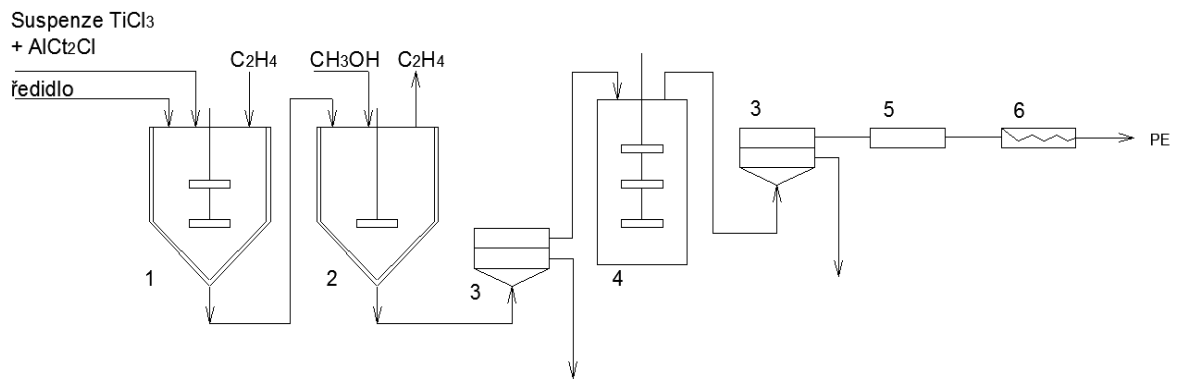 Suspenze TiCl3
+ AlCt2Cl
ředidlo
C2H4
CH3OH
C2H4
1
2
3
4
3
5
6
PE